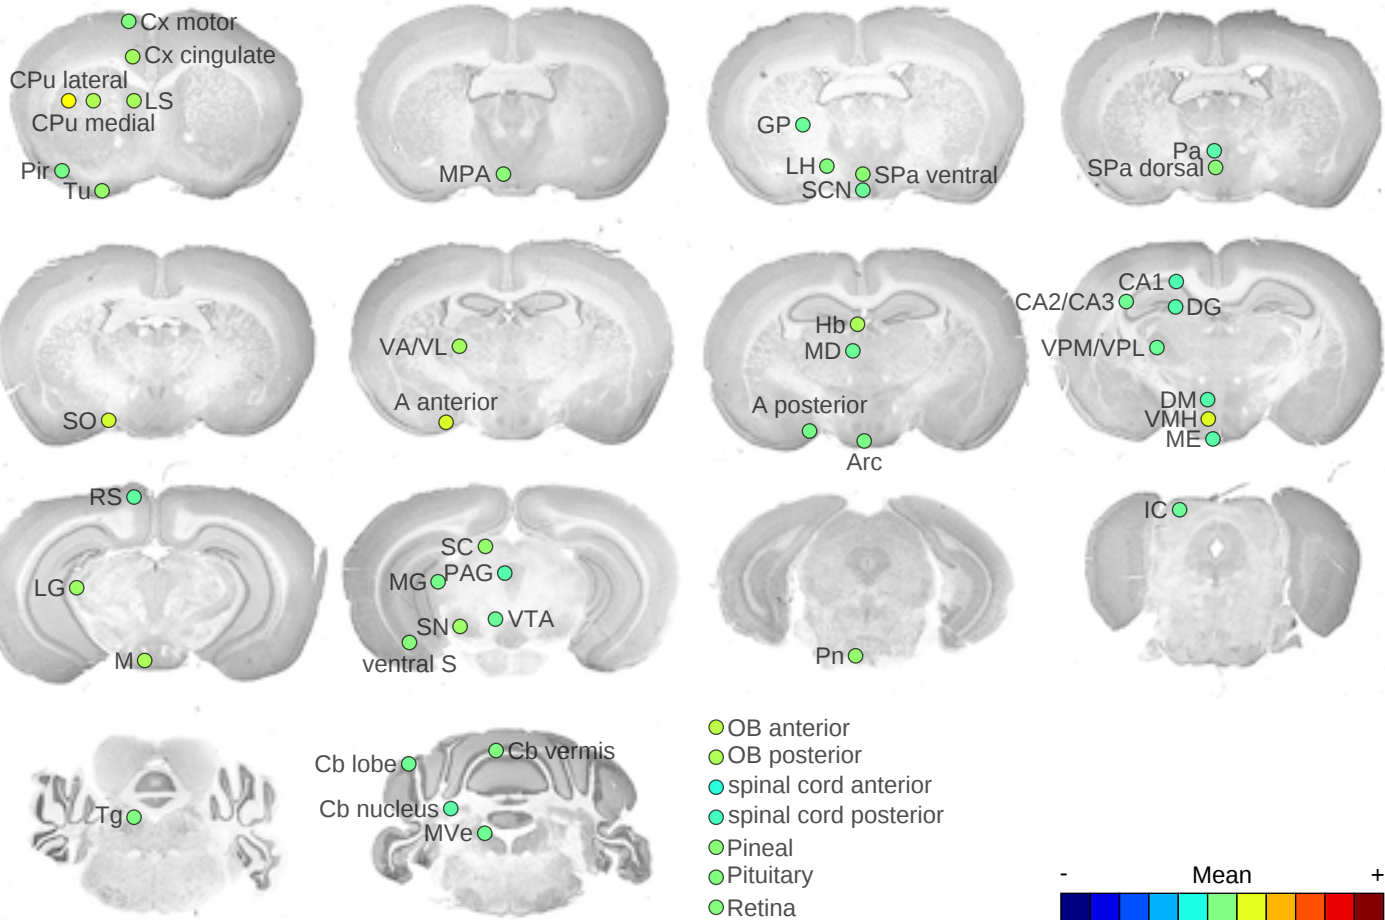 Cx motor
Cx cingulate
CPu lateral
LS
CPu medial
Pir
Tu
MPA
GP
LH
SPa ventral
SCN
Pa
SPa dorsal
SO
VA/VL
A anterior
Hb
MD
A posterior
Arc
CA1
CA2/CA3
DG
VPM/VPL
DM
VMH
ME
RS
LG
M
SC
MG
PAG
SN
VTA
ventral S
Pn
IC
Tg
Cb lobe
Cb vermis
Cb nucleus
MVe
OB anterior
OB posterior
spinal cord anterior
spinal cord posterior
Pineal
Pituitary
Retina
- Mean +